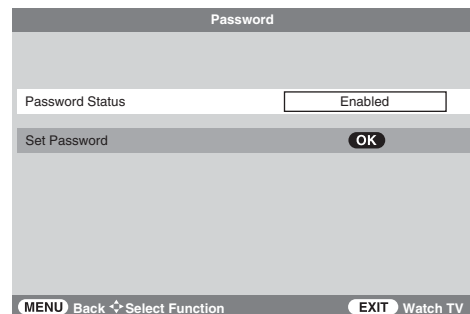 Password
Password Status Enabled
Set Password OK
MENU Back Select Function EXIT Watch TV